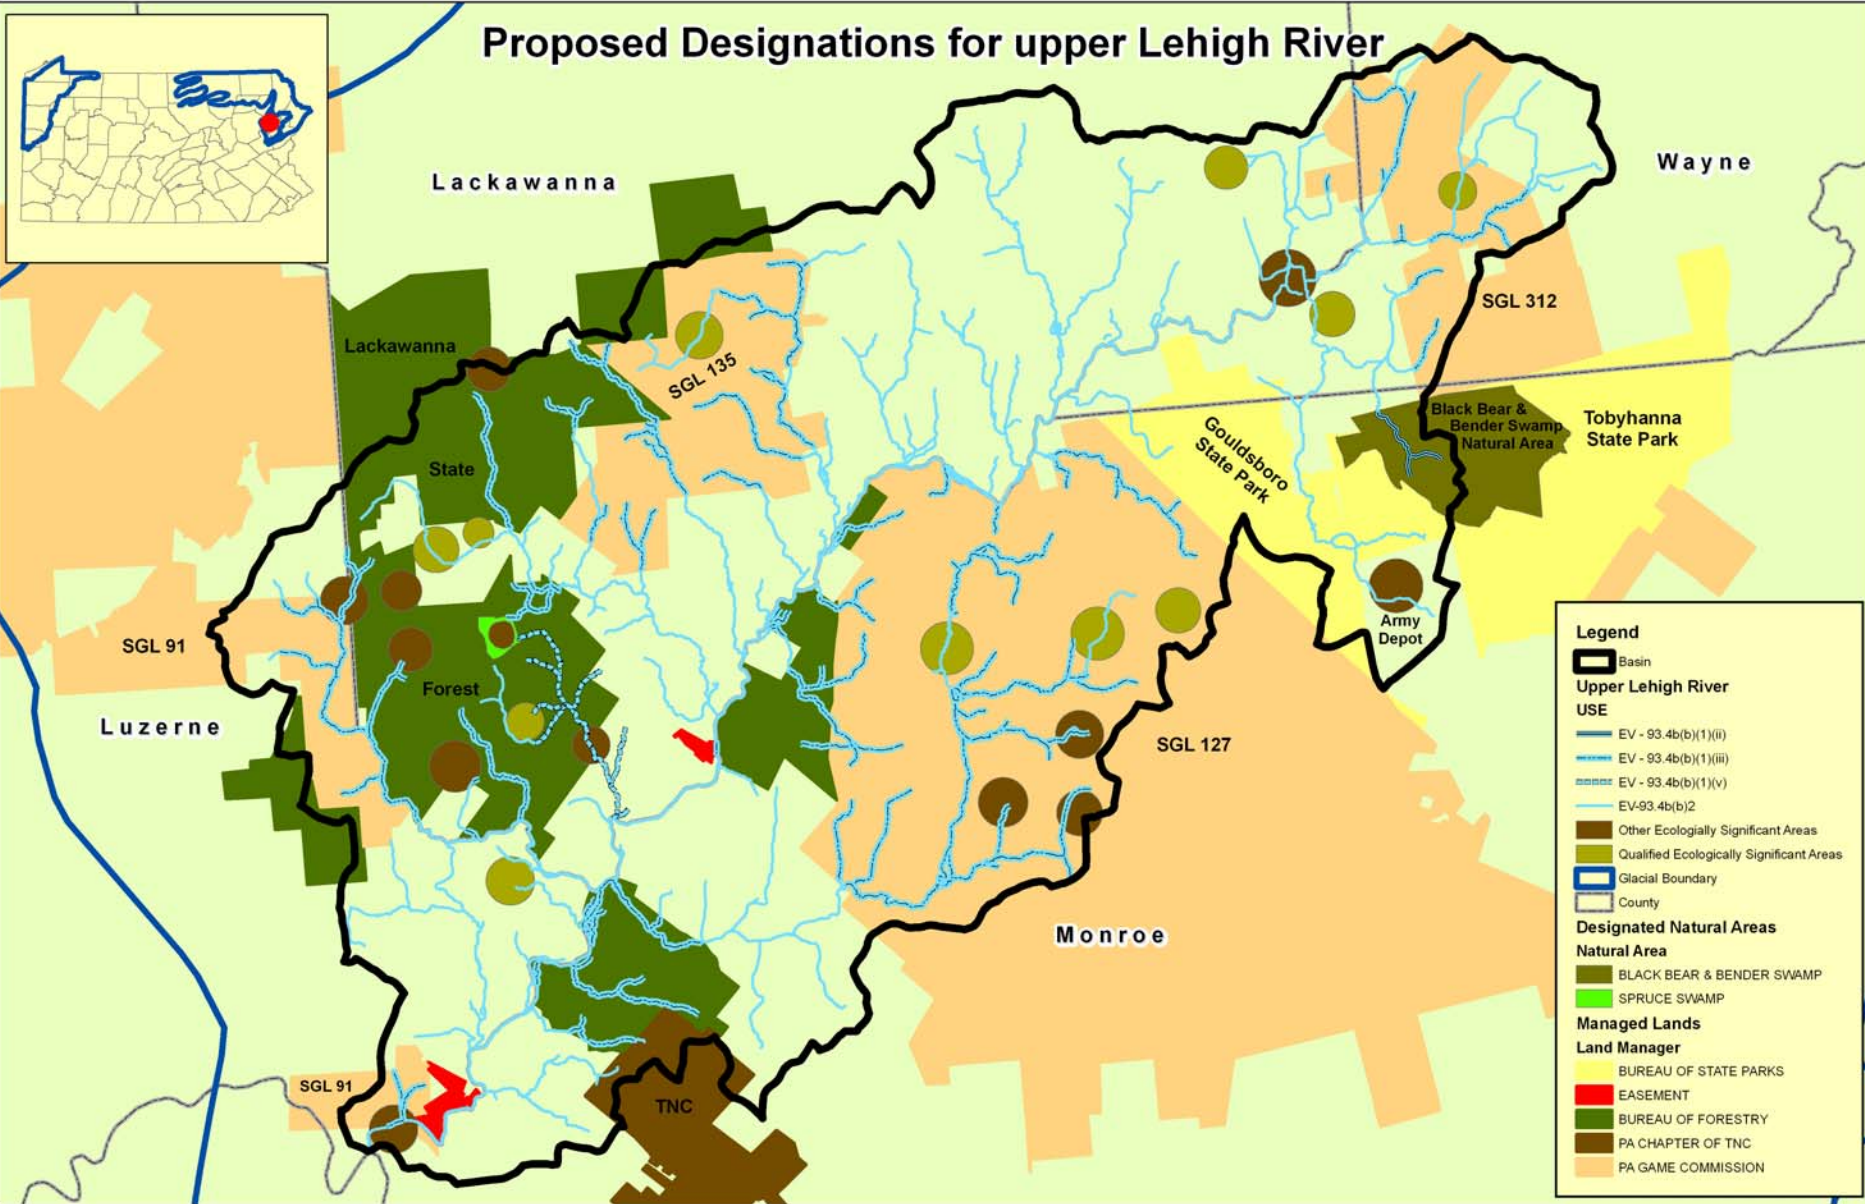 Proposed Designations for upper Lehigh River
Lackawanna
Wayne
SGL 312
Lackawanna
SGL 135
Black Bear &
Bender Swamp
Natural Area
Tobyhanna
State Park
Gouldsboro
State Park
State
Army
Depot
SGL 91
Forest
Luzerne
SGL 127
Monroe
SGL 91
TNC
Legend
Basin
Upper Lehigh River
USE
EV - 93.4b(b)(1)(ii)
EV - 93.4b(b)(1)(iii)
EV - 93.4b(b)(1)(v)
EV-93.4b(b)2
Other Ecologially Significant Areas
Qualified Ecologically Significant Areas
Glacial Boundary
County
Designated Natural Areas
Natural Area
BLACK BEAR & BENDER SWAMP
SPRUCE SWAMP
Managed Lands
Land Manager
BUREAU OF STATE PARKS
EASEMENT
BUREAU OF FORESTRY
PA CHAPTER OF TNC
PA GAME COMMISSION